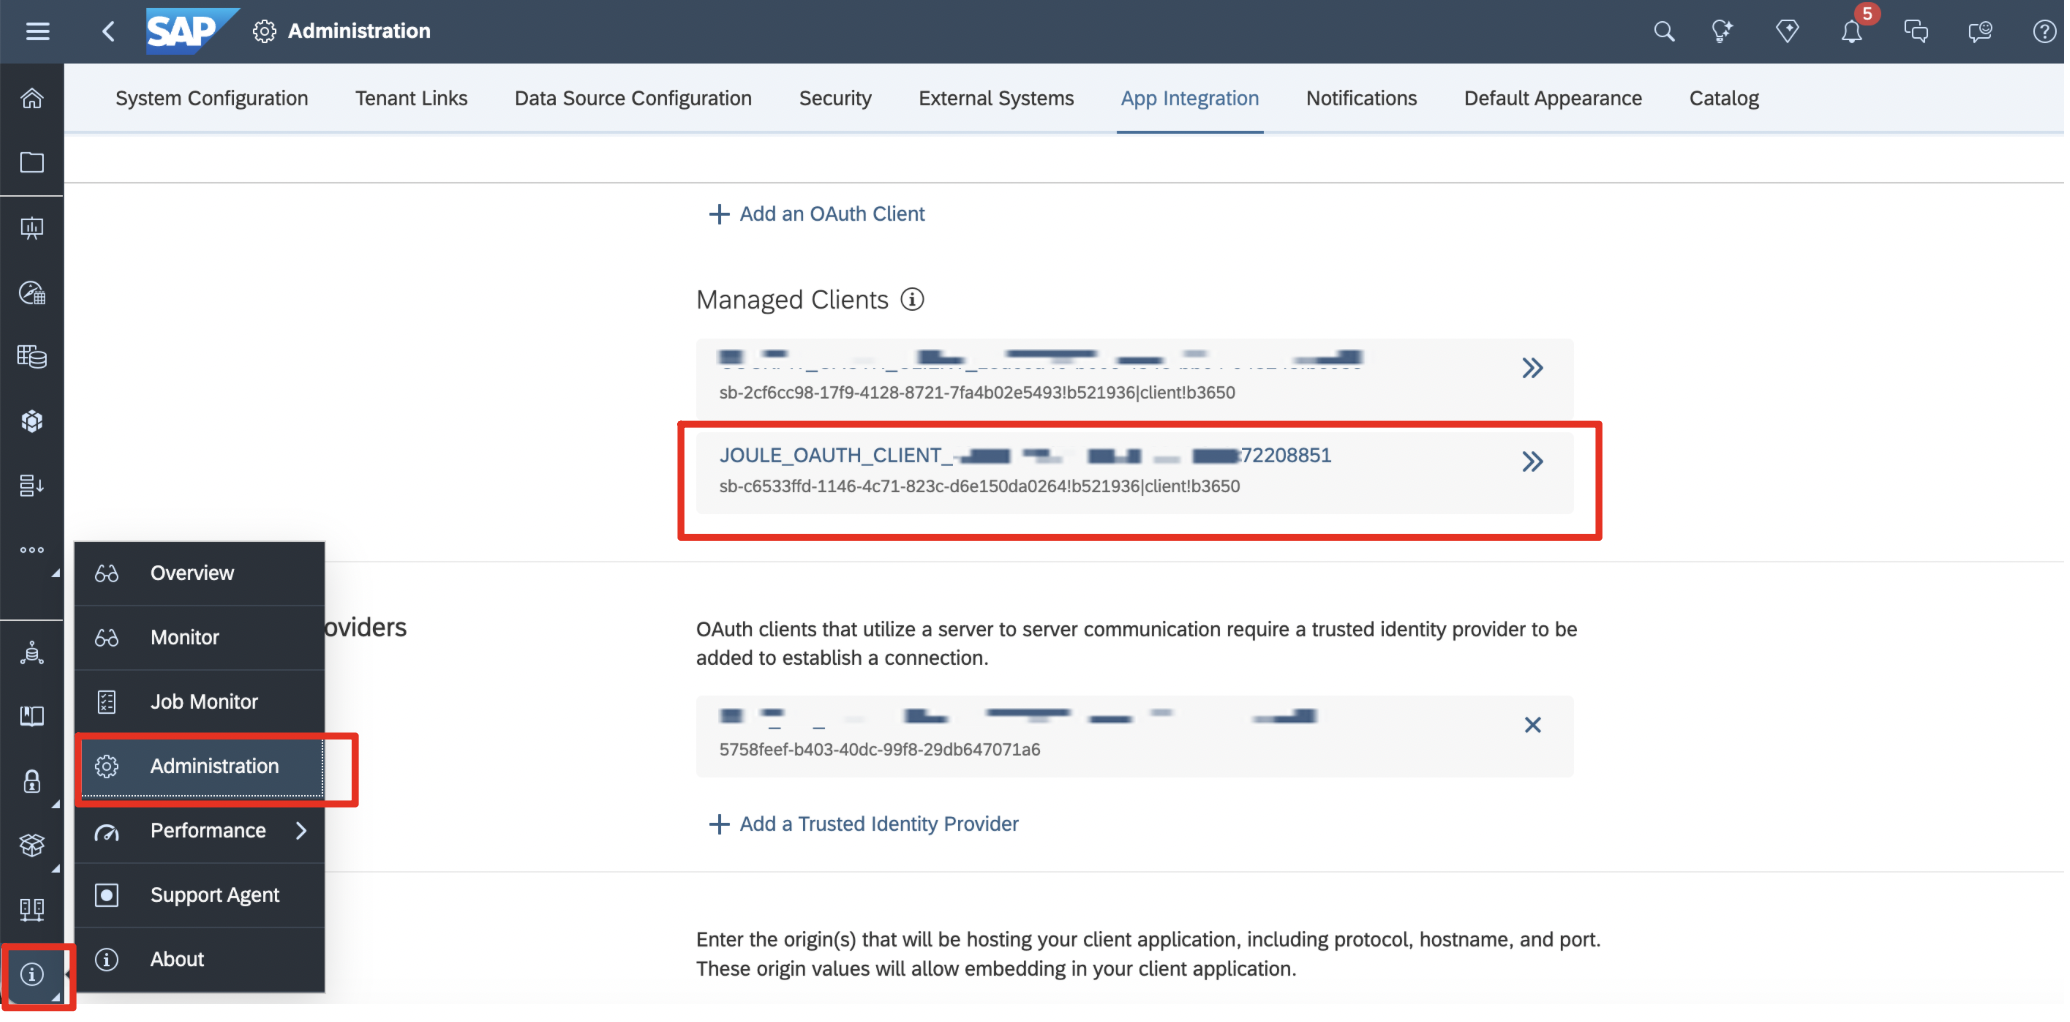 SAP Administration 5
System Configuration Tenant Links Data Source Configuration Security External Systems App Integration Notifications Default Appearance Catalog
Add an OAuth Client
Managed Clients
sb-2cf6cc98-17f9-4128-8721-7fa4b02e5493!b521936|client!b3650
JOULE_OAUTH_CLIENT_ 72208851
sb-c6533ffd-1146-4c71-823c-d6e150da0264!b521936|client!b3650
Overview
Monitor
Job Monitor
Administration
Performance
Support Agent
About
oviders
OAuth clients that utilize a server to server communication require a trusted identity provider to be
added to establish a connection.
5758feef-b403-40dc-99f8-29db647071a6
Add a Trusted Identity Provider
Enter the origin(s) that will be hosting your client application, including protocol, hostname, and port.
These origin values will allow embedding in your client application.